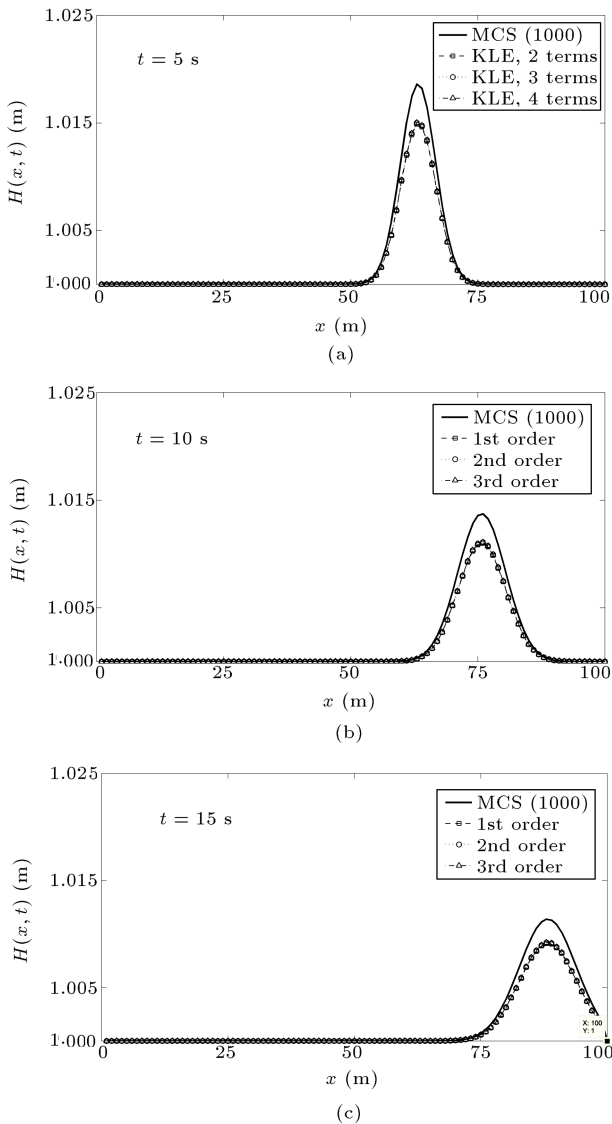 1.025
t = 5 s
MCS (1000)
KLE, 2 terms
KLE, 3 terms
KLE, 4 terms
1.015
H(x, t) (m)
1.005
1.000
0 25 50 75 100
x (m)
(a)
1.025
t = 10 s
MCS (1000)
1st order
2nd order
3rd order
1.015
H(x, t) (m)
1.005
1.000
0 25 50 75 100
x (m)
(b)
1.025
t = 15 s
MCS (1000)
1st order
2nd order
3rd order
1.015
H(x, t) (m)
1.005
X: 100
Y: 1
1.000
0 25 50 75 100
x (m)
(c)